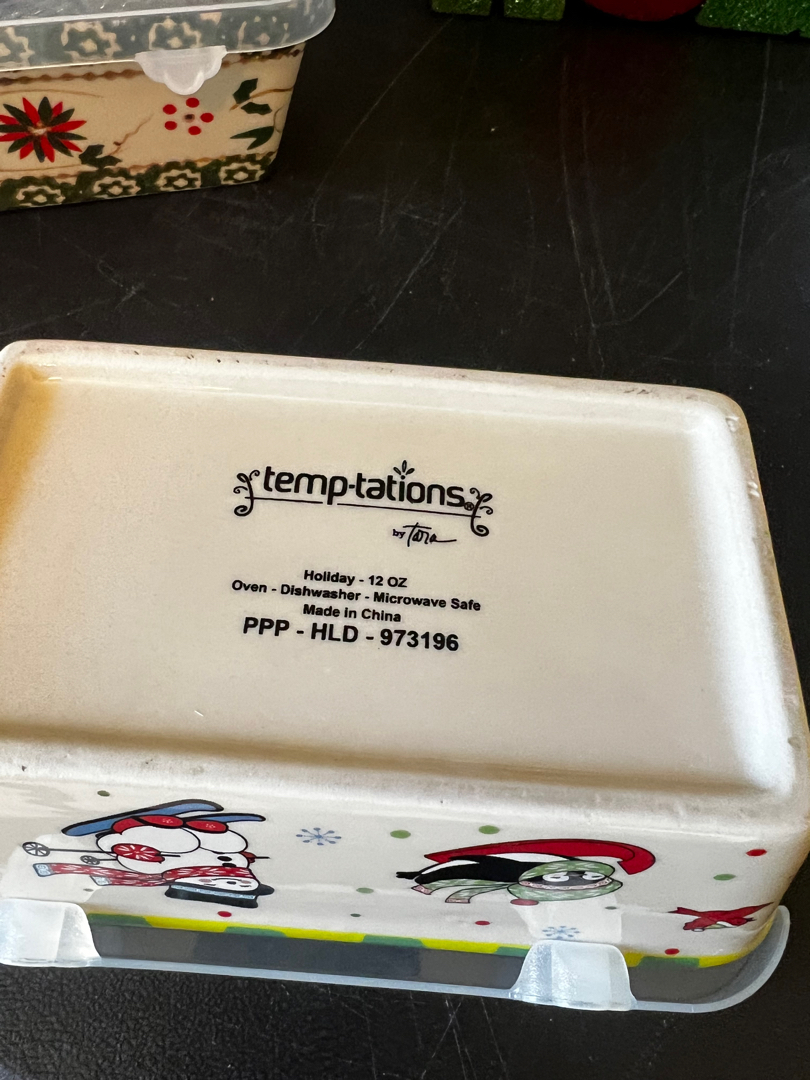 temp-tations®
by Tara
Holiday - 12 OZ
Oven - Dishwasher - Microwave Safe
Made in China
PPP - HLD - 973196